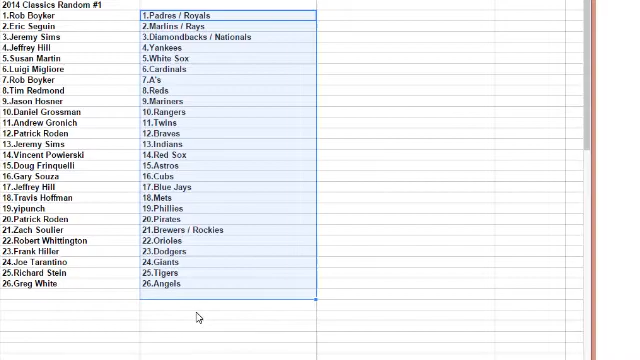 2014 Classics Random #1
1.Rob Boyker 1.Padres / Royals
2.Eric Seguin 2.Marlins / Rays
3.Jeremy Sims 3.Diamondbacks / Nationals
4.Jeffrey Hill 4.Yankees
5.Susan Martin 5.White Sox
6.Luigi Migliore 6.Cardinals
7.Rob Boyker 7.A's
8.Tim Redmond 8.Reds
9.Jason Hosner 9.Mariners
10.Daniel Grossman 10.Rangers
11.Andrew Gronich 11.Twins
12.Patrick Roden 12.Braves
13.Jeremy Sims 13.Indians
14.Vincent Powierski 14.Red Sox
15.Doug Frinquelli 15.Astros
16.Gary Souza 16.Cubs
17.Jeffrey Hill 17.Blue Jays
18.Travis Hoffman 18.Mets
19.yipunch 19.Phillies
20.Patrick Roden 20.Pirates
21.Zach Soulier 21.Brewers / Rockies
22.Robert Whittington 22.Orioles
23.Frank Hiller 23.Dodgers
24.Joe Tarantino 24.Giants
25.Richard Stein 25.Tigers
26.Greg White 26.Angels